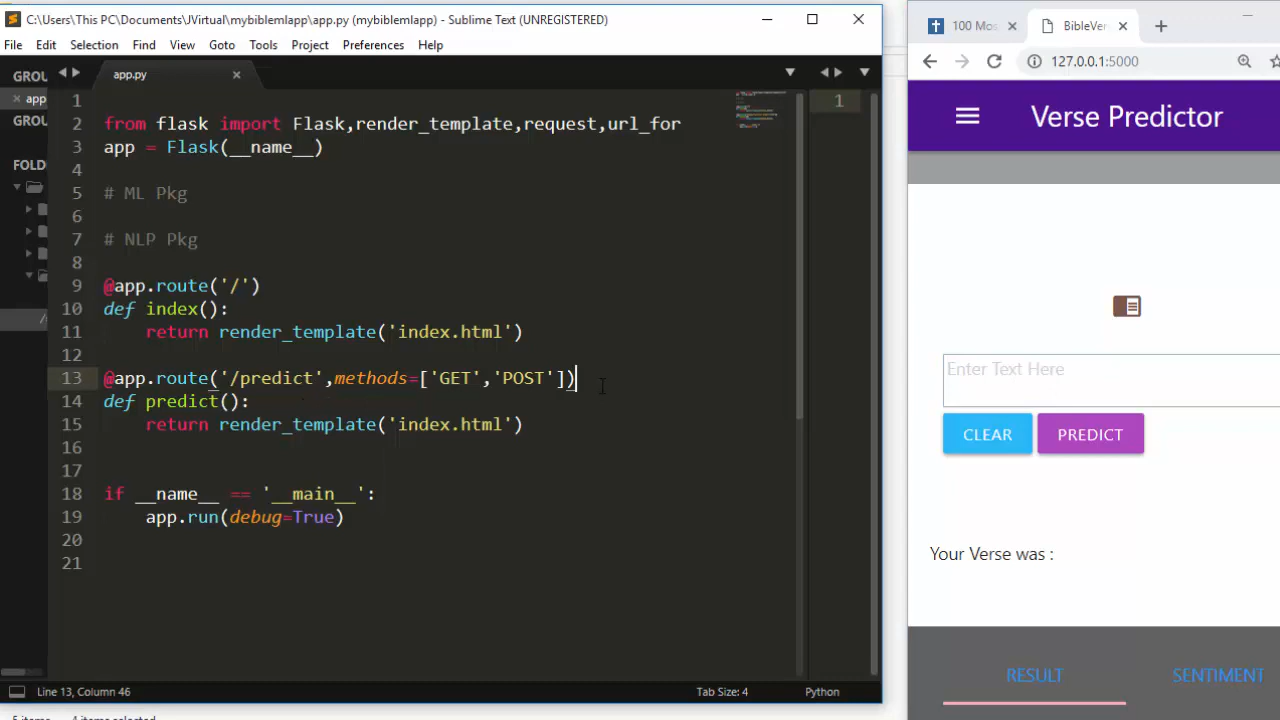 C:\Users\This PC\Documents\JVirtual\mybiblemlapp\app.py (mybiblemlapp) - Sublime Text (UNREGISTERED)
File Edit Selection Find View Goto Tools Project Preferences Help
GROU
app
GROU
FOLD
/
app.py
1
2 from flask import Flask,render_template,request,url_for
3 app = Flask(__name__)
4
5 # ML Pkg
6
7 # NLP Pkg
8
9 @app.route('/')
10 def index():
11 return render_template('index.html')
12
13 @app.route('/predict',methods=['GET','POST'])
14 def predict():
15 return render_template('index.html')
16
17
18 if __name__ == '__main__':
19 app.run(debug=True)
20
21
1
Line 13, Column 46
Tab Size: 4
Python
100 Mos
BibleVer
127.0.0.1:5000
Verse Predictor
Enter Text Here
CLEAR
PREDICT
Your Verse was :
RESULT
SENTIMENT